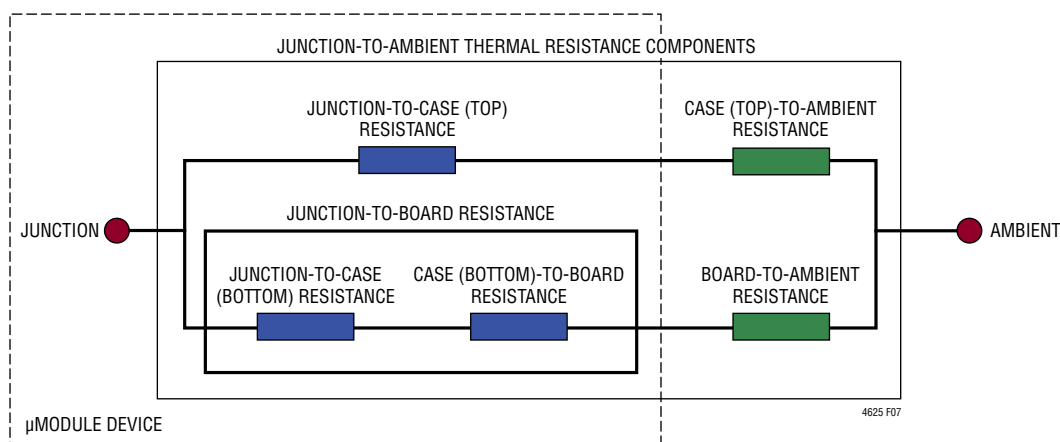 JUNCTION-TO-AMBIENT THERMAL RESISTANCE COMPONENTS
JUNCTION-TO-CASE (TOP)
RESISTANCE
CASE (TOP)-TO-AMBIENT
RESISTANCE
JUNCTION-TO-BOARD RESISTANCE
JUNCTION
AMBIENT
JUNCTION-TO-CASE
(BOTTOM) RESISTANCE
CASE (BOTTOM)-TO-BOARD
RESISTANCE
BOARD-TO-AMBIENT
RESISTANCE
4625 F07
µMODULE DEVICE